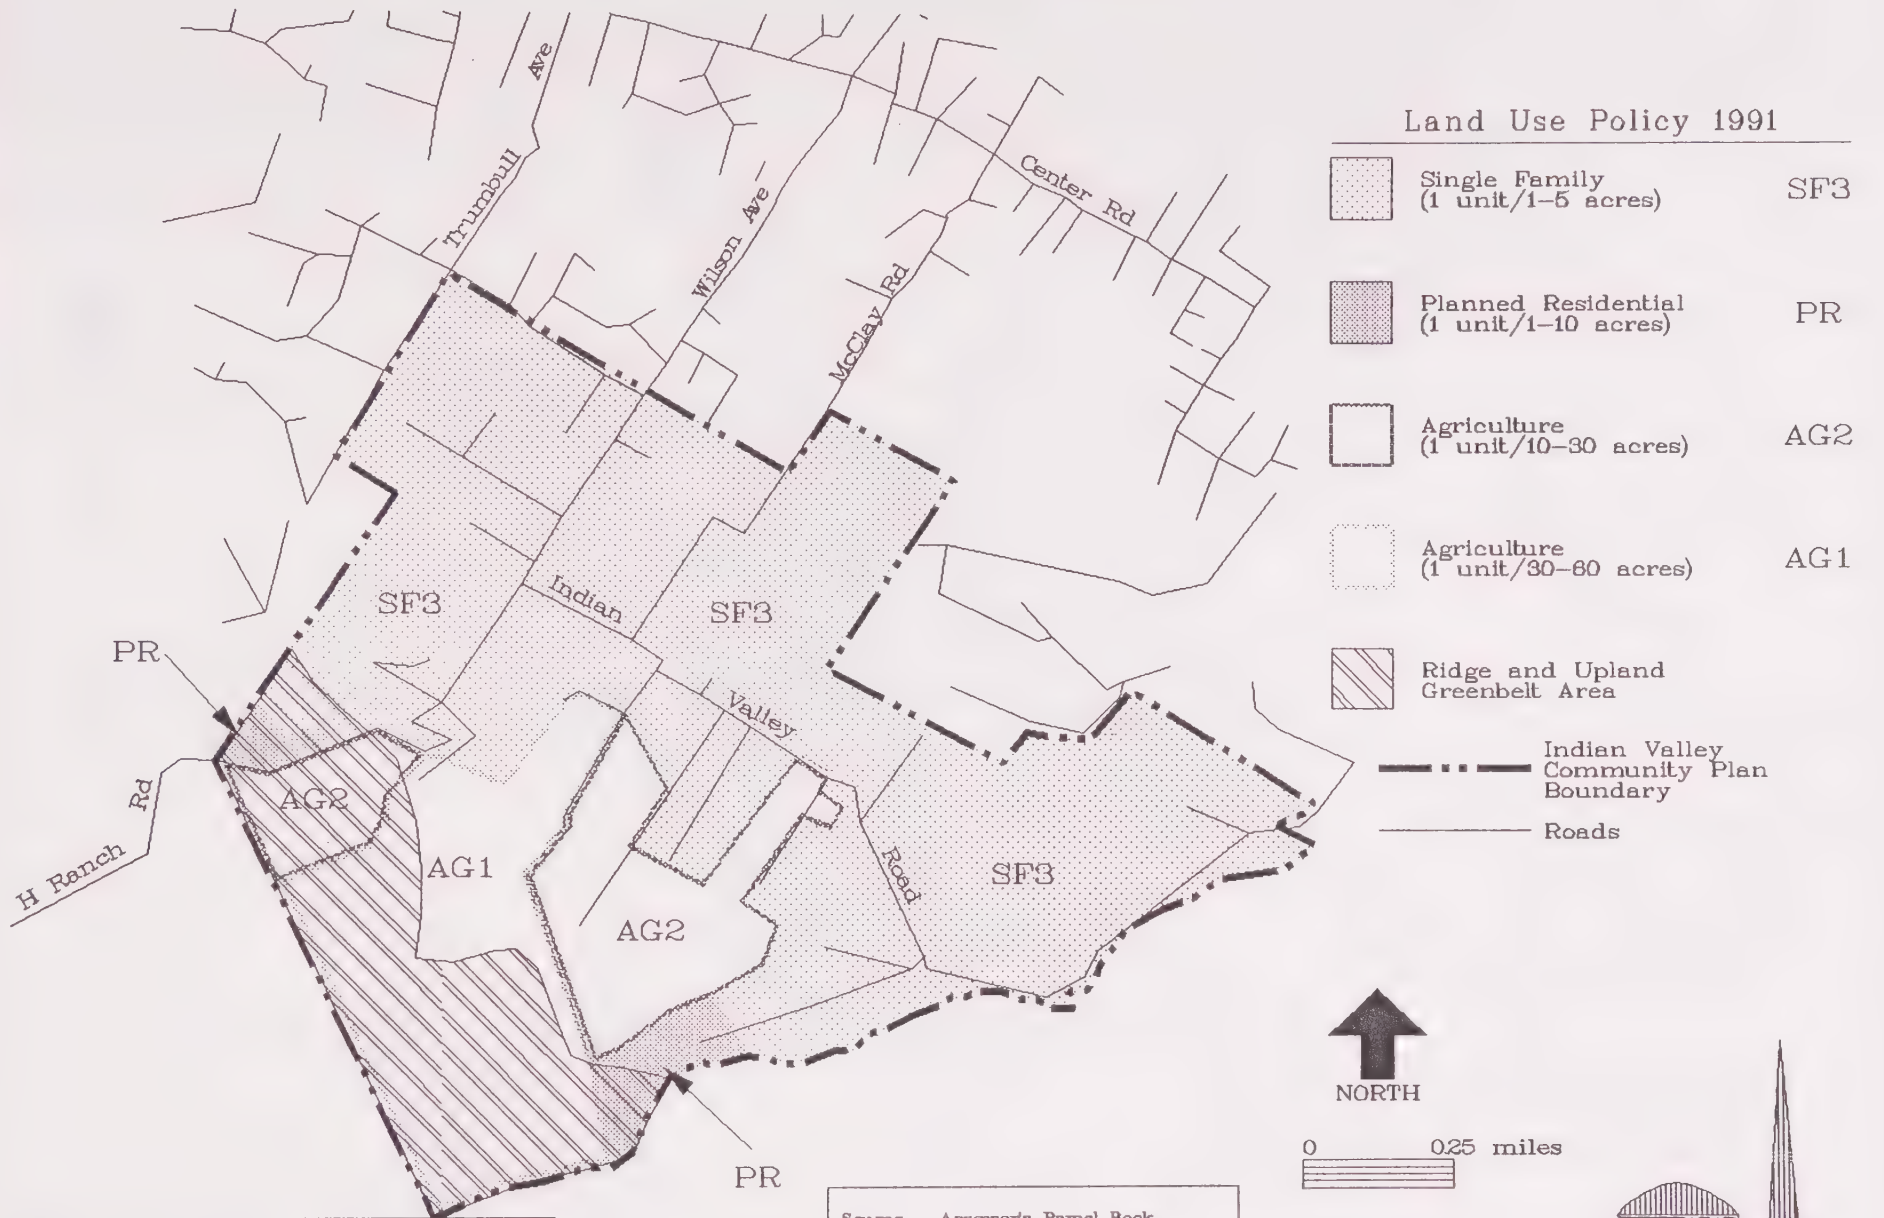 Land Use Policy 1991
Single Family
(1 unit/1-5 acres)
SF3
Planned Residential
(1 unit/1-10 acres)
PR
Agriculture
(1 unit/10-30 acres)
AG2
Agriculture
(1 unit/30-60 acres)
AG1
Ridge and Upland
Greenbelt Area
Indian Valley
Community Plan
Boundary
Roads
Trumbull Ave
Wilson Ave
McClay Rd
Center Rd
Indian Valley Road
H Ranch Rd
SF3
SF3
SF3
PR
AG2
AG1
AG2
PR
NORTH
0 0.25 miles
Assessor's Parcel Book